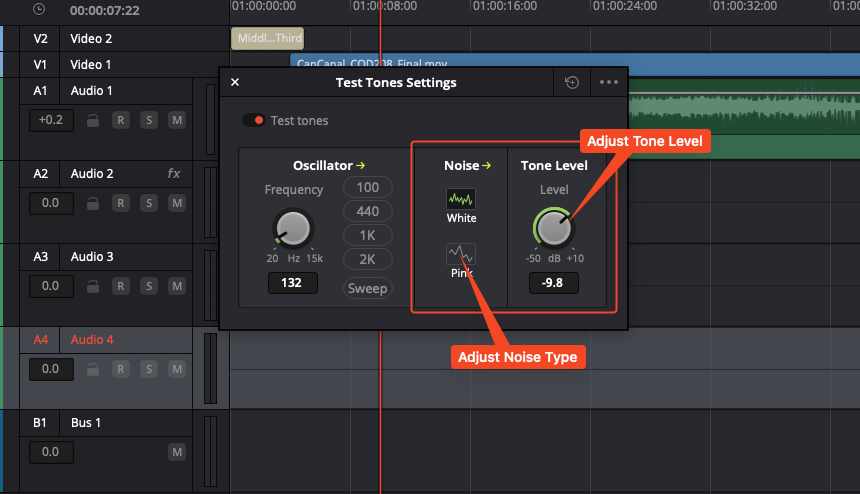 00:00:07:22
01:00:00:00 01:00:08:00 01:00:16:00 01:00:24:00 01:00:32:00
V2 Video 2
Middl...Third
V1 Video 1
CanCanal_COD208_Final.mov
A1 Audio 1
+0.2 R S M
A2 Audio 2 fx
0.0 R S M
A3 Audio 3
0.0 R S M
A4 Audio 4
0.0 R S M
B1 Bus 1
0.0 M
Test Tones Settings
Test tones
Oscillator
Frequency
20 Hz 15k
132
100
440
1K
2K
Sweep
Noise
White
Pink
Tone Level
Level
-50 dB +10
-9.8
Adjust Tone Level
Adjust Noise Type